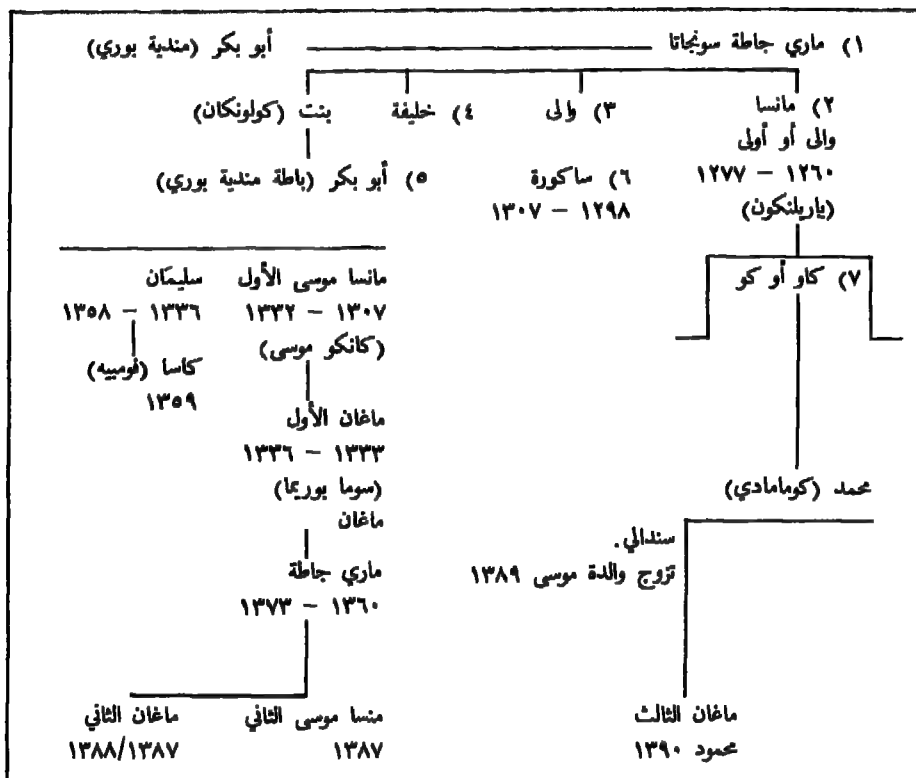 ١) ماري جاطة سونجاتا
أبو بكر (مندية بوري)
٢) مانسا
والى أو أولى
١٢٦٠ – ١٢٧٧
(ياريلنكون)
٣) والى
٤) خليفة
بنت (كولونكان)
٥) أبو بكر (باطة مندية بوري)
٦) ساكورة
١٢٩٨ – ١٣٠٧
٧) كاو أو كو
مانسا موسى الأول
١٣٠٧ – ١٣٣٢
(كانكو موسى)
سليمان
١٣٣٦ – ١٣٥٨
كاسا (قومبيه)
١٣٥٩
ماغان الأول
١٣٣٣ – ١٣٣٦
(سوما بوريما)
ماغان
ماري جاطة
١٣٦٠ – ١٣٧٣
محمد (كومامادي)
سندالي.
تزوج والدة موسى ١٣٨٩
ماغان الثالث
محمود ١٣٩٠
منسا موسى الثاني
١٣٨٧
ماغان الثاني
١٣٨٨/١٣٨٧